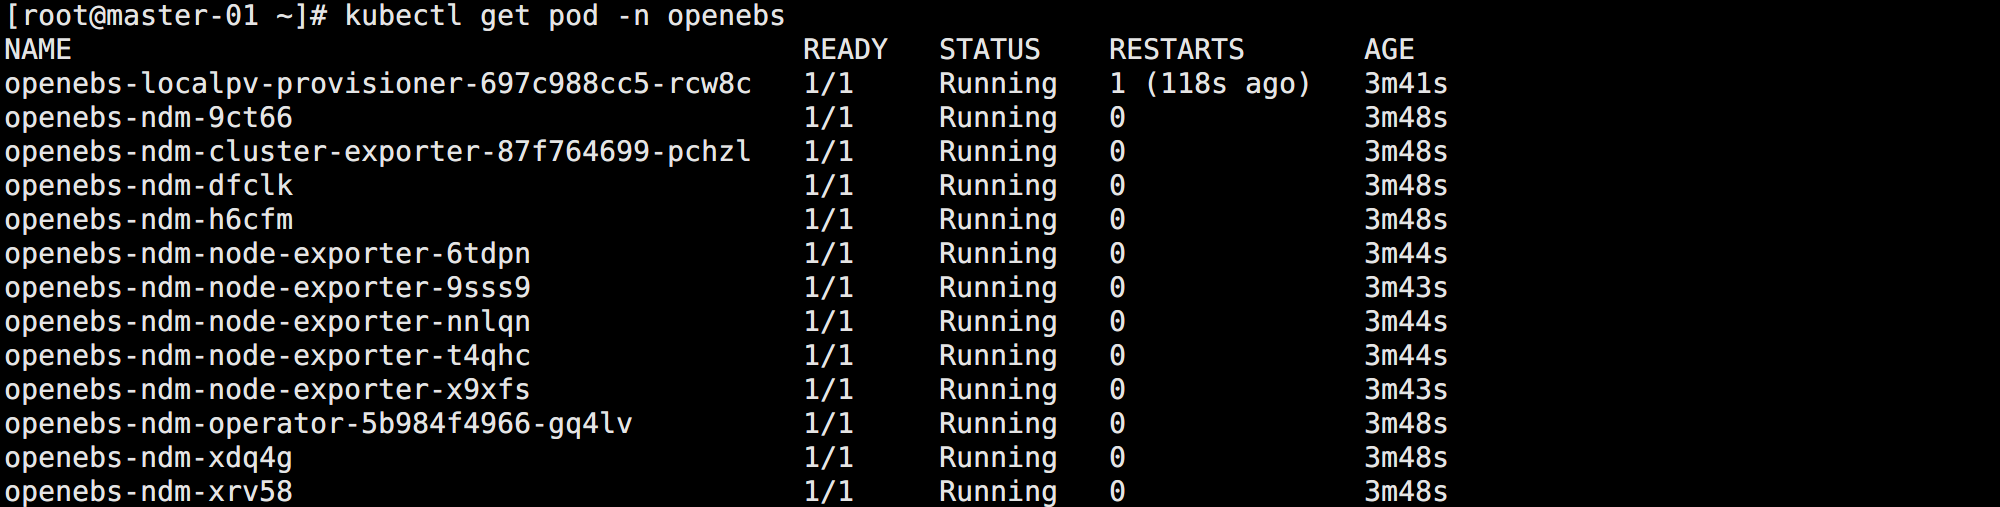 [root@master-01 ~]# kubectl get pod -n openebs
NAME                                           READY   STATUS    RESTARTS       AGE
openebs-localpv-provisioner-697c988cc5-rcw8c   1/1     Running   1 (118s ago)   3m41s
openebs-ndm-9ct66                              1/1     Running   0              3m48s
openebs-ndm-cluster-exporter-87f764699-pchzl   1/1     Running   0              3m48s
openebs-ndm-dfclk                              1/1     Running   0              3m48s
openebs-ndm-h6cfm                              1/1     Running   0              3m48s
openebs-ndm-node-exporter-6tdpn                1/1     Running   0              3m44s
openebs-ndm-node-exporter-9sss9                1/1     Running   0              3m43s
openebs-ndm-node-exporter-nnlqn                1/1     Running   0              3m44s
openebs-ndm-node-exporter-t4qhc                1/1     Running   0              3m44s
openebs-ndm-node-exporter-x9xfs                1/1     Running   0              3m43s
openebs-ndm-operator-5b984f4966-gq4lv          1/1     Running   0              3m48s
openebs-ndm-xdq4g                              1/1     Running   0              3m48s
openebs-ndm-xrv58                              1/1     Running   0              3m48s